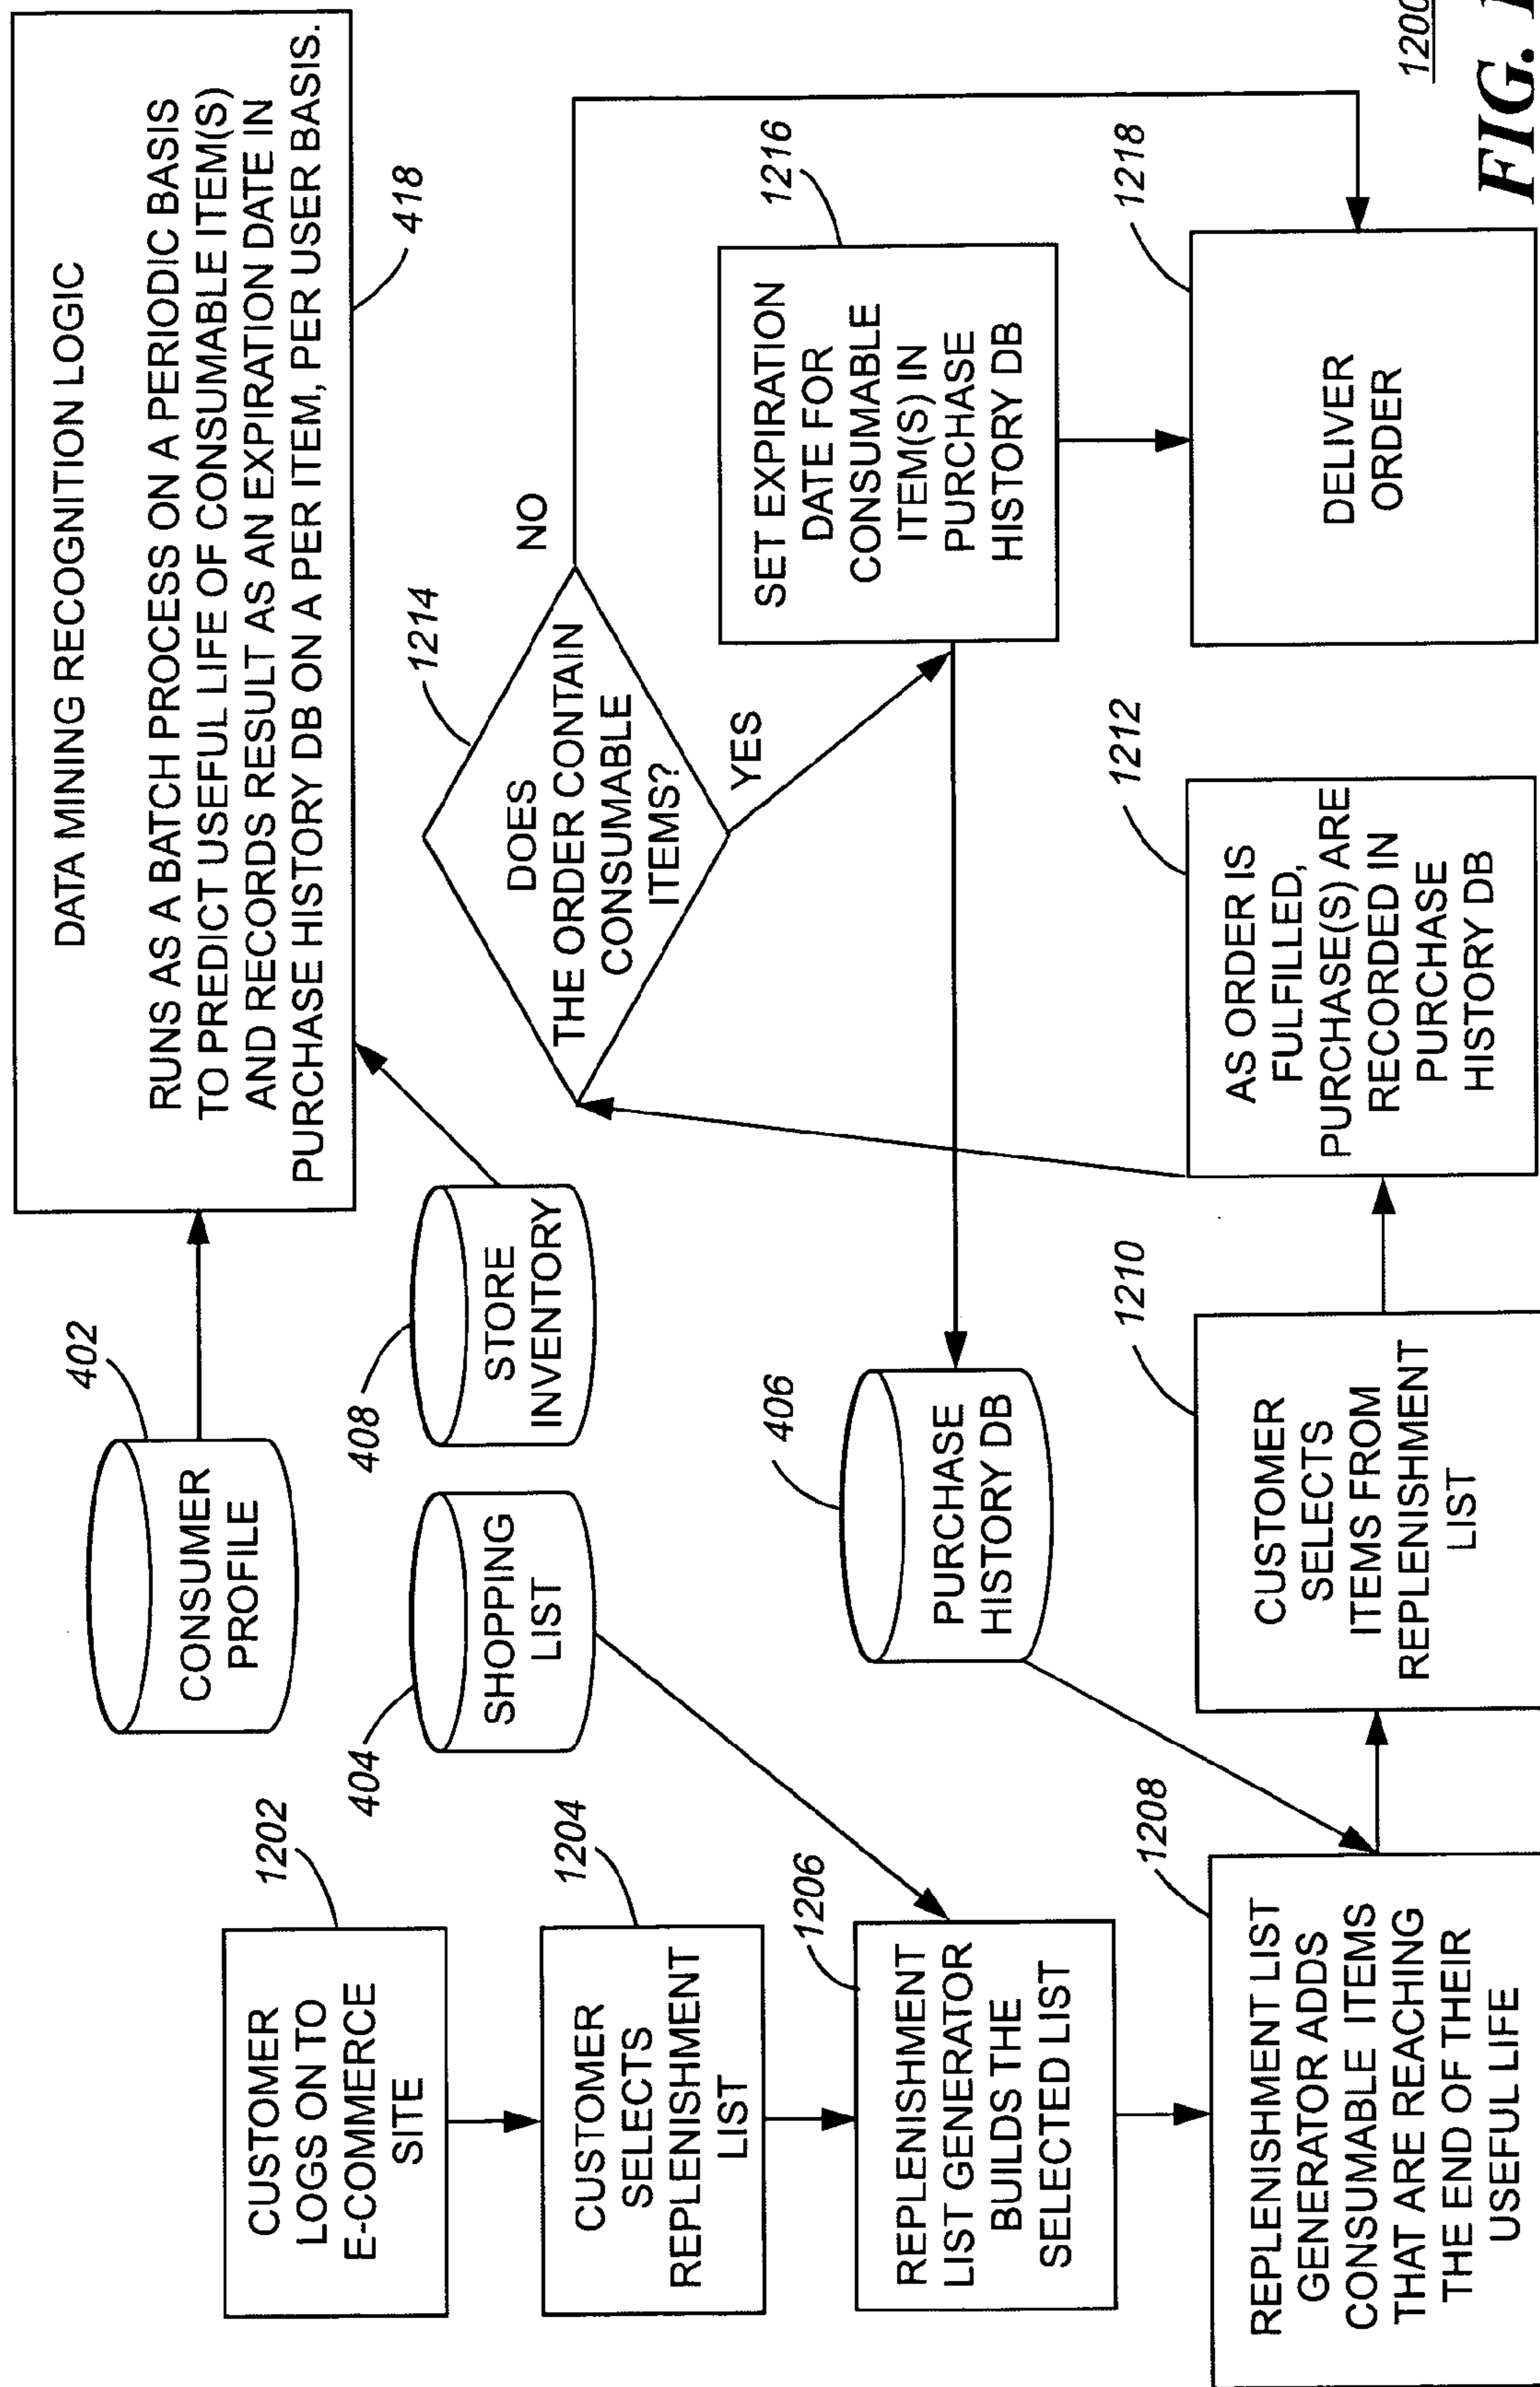 DATA MINING RECOGNITION LOGIC
RUNS AS A BATCH PROCESS ON A PERIODIC BASIS
TO PREDICT USEFUL LIFE OF CONSUMABLE ITEM(S)
AND RECORDS RESULT AS AN EXPIRATION DATE IN
PURCHASE HISTORY DB ON A PER ITEM, PER USER BASIS.
418
402
CONSUMER
PROFILE
404
SHOPPING
LIST
408
STORE
INVENTORY
406
PURCHASE
HISTORY DB
1202
CUSTOMER
LOGS ON TO
E-COMMERCE
SITE
1204
CUSTOMER
SELECTS
REPLENISHMENT
LIST
1206
REPLENISHMENT
LIST GENERATOR
BUILDS THE
SELECTED LIST
1208
REPLENISHMENT LIST
GENERATOR ADDS
CONSUMABLE ITEMS
THAT ARE REACHING
THE END OF THEIR
USEFUL LIFE
1210
CUSTOMER
SELECTS
ITEMS FROM
REPLENISHMENT
LIST
1212
AS ORDER IS
FULFILLED,
PURCHASE(S) ARE
RECORDED IN
PURCHASE
HISTORY DB
1214
DOES
THE ORDER CONTAIN
CONSUMABLE
ITEMS?
NO
YES
1216
SET EXPIRATION
DATE FOR
CONSUMABLE
ITEM(S) IN
PURCHASE
HISTORY DB
1218
DELIVER
ORDER
1200
FIG.